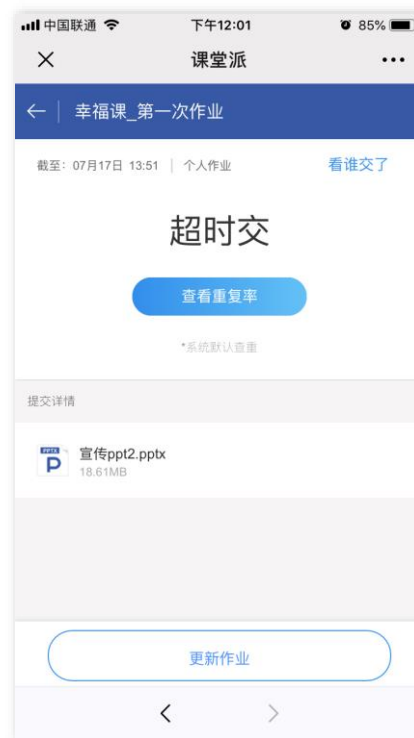 中国联通 下午12:01 85%
课堂派
幸福课_第一次作业
截至：07月17日 13:51 | 个人作业 看谁交了
超时交
查看重复率
*系统默认查重
提交详情
PPTX
P
宣传ppt2.pptx
18.61MB
更新作业